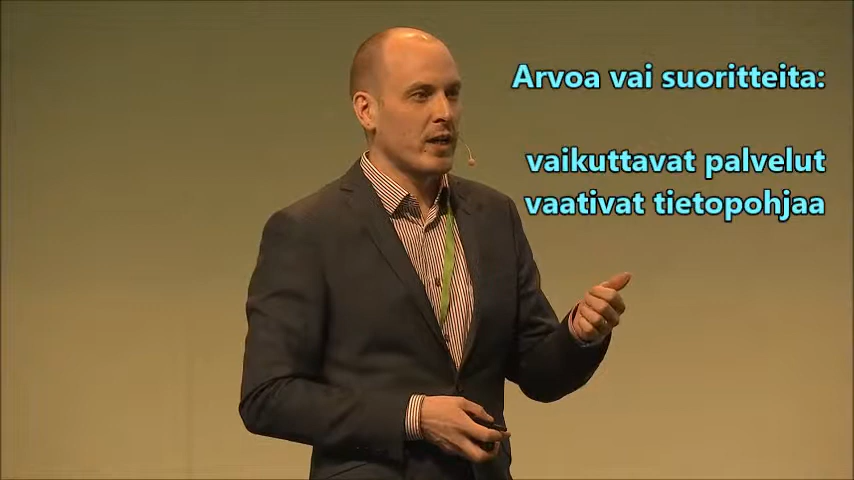 Arvoa vai suoritteita:
vaikuttavat palvelut
vaativat tietopohjaa